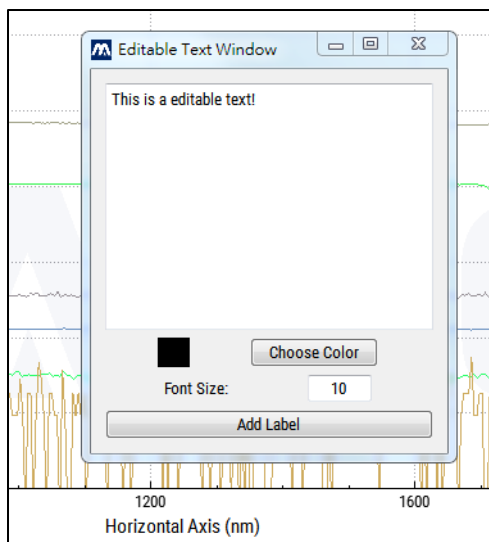 Editable Text Window
This is a editable text!
Choose Color
Font Size: 10
Add Label
1200 1600
Horizontal Axis (nm)